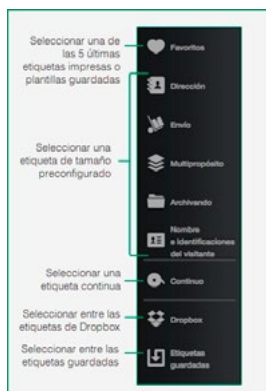 Seleccionar una de
las 5 últimas
etiquetas impresas o
plantillas guardadas
Favoritos
Dirección
Envío
Seleccionar una
etiqueta de tamaño
preconfigurado
Multipropósito
Archivando
Nombre
e identificaciones
del visitante
Seleccionar una
etiqueta continua
Continuo
Seleccionar entre las
etiquetas de Dropbox
Dropbox
Seleccionar entre las
etiquetas guardadas
Etiquetas
guardadas